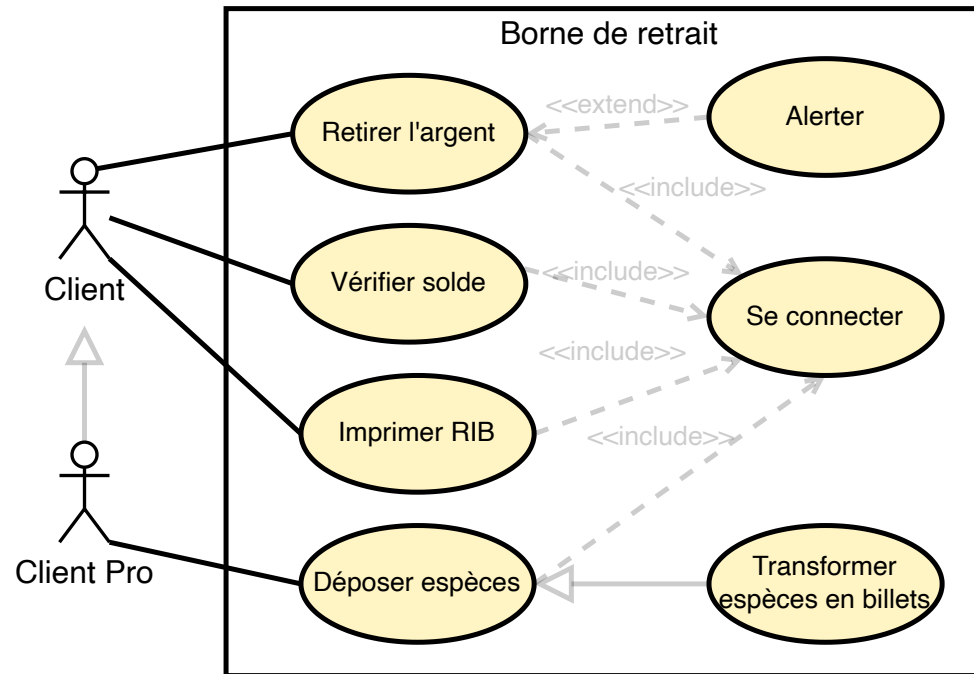 Borne de retrait
<<extend>>
Alerter
Retirer l'argent
<<include>>
Client
Vérifier solde
<<include>>
Se connecter
<<include>>
Imprimer RIB
<<include>>
Client Pro
Déposer espèces
Transformer
espèces en billets